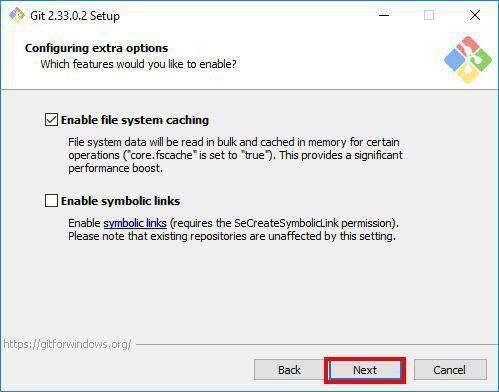 Git 2.33.0.2 Setup
Configuring extra options
Which features would you like to enable?
Enable file system caching
File system data will be read in bulk and cached in memory for certain
operations ("core.fscache" is set to "true"). This provides a significant
performance boost.
Enable symbolic links
Enable symbolic links (requires the SeCreateSymbolicLink permission).
Please note that existing repositories are unaffected by this setting.
https://gitforwindows.org/
Back Next Cancel